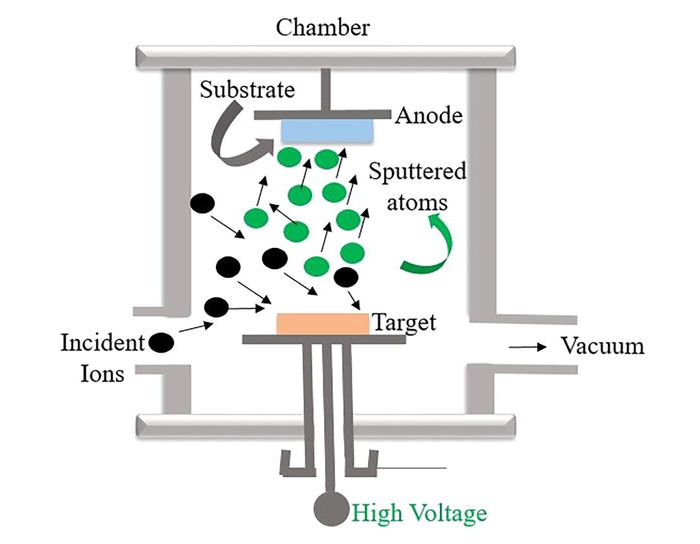 Chamber
Substrate
Anode
Sputtered
atoms
Target
Incident
Ions
Vacuum
High Voltage